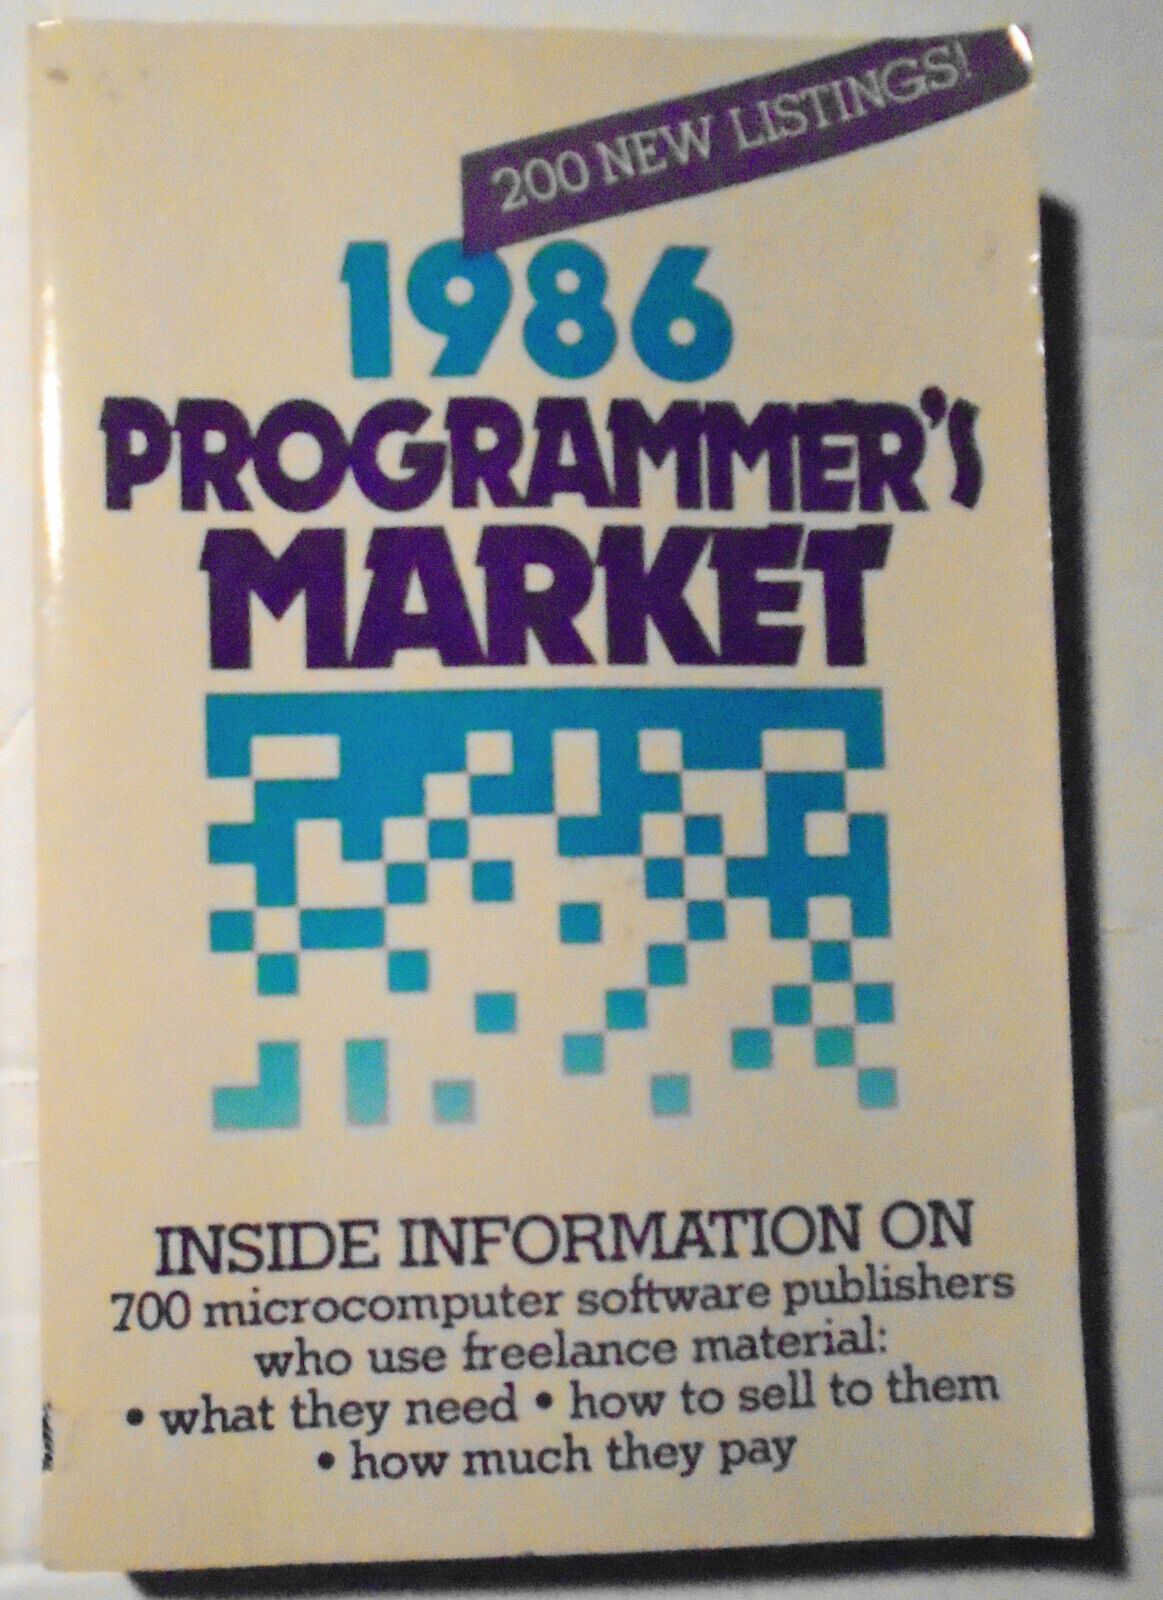 200 NEW LISTINGS!
1986
PROGRAMMER'S
MARKET
INSIDE INFORMATION ON
700 microcomputer software publishers
who use freelance material:
• what they need • how to sell to them
• how much they pay